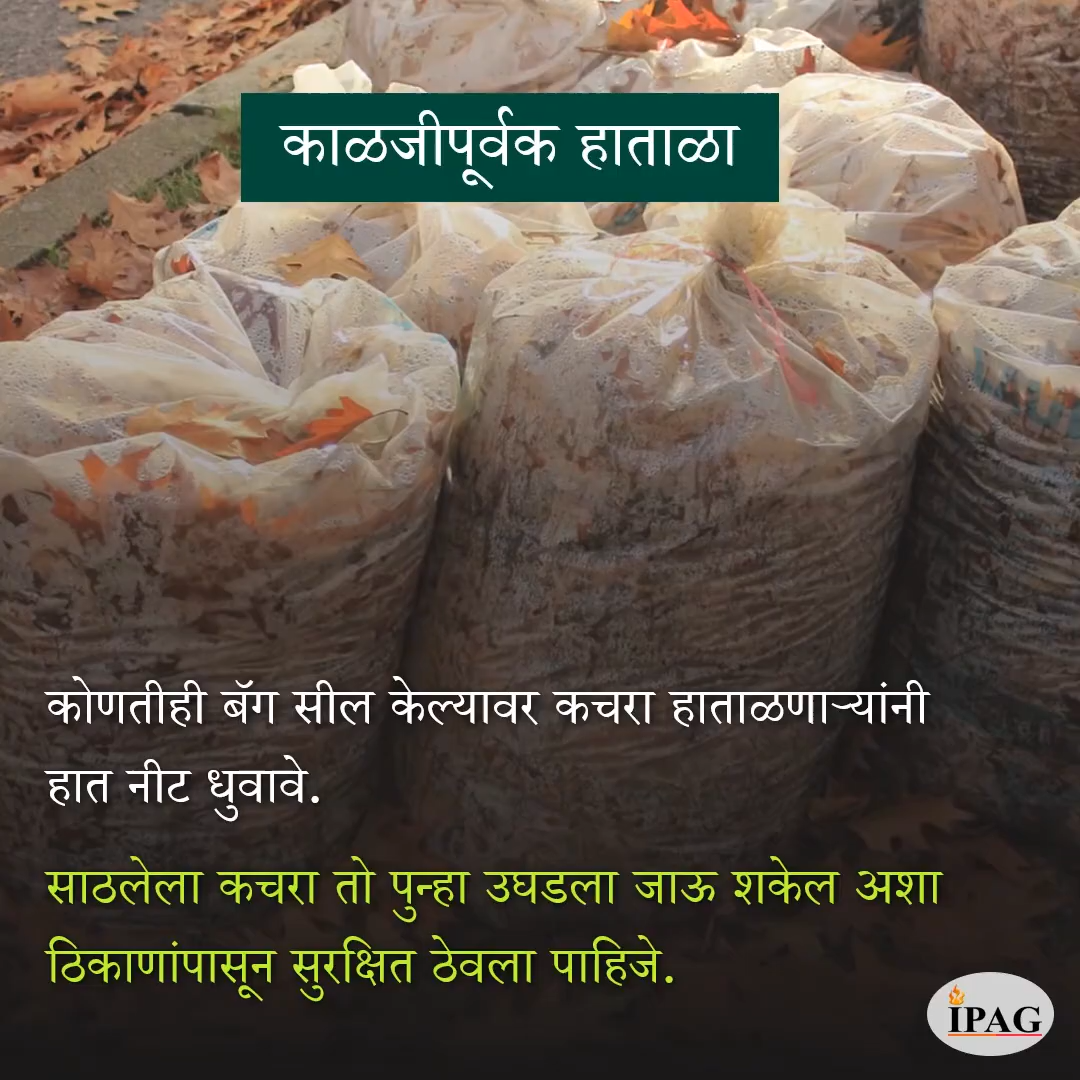 काळजीपूर्वक हाताळा
कोणतीही बॅग सील केल्यावर कचरा हाताळणाऱ्यांनी
हात नीट धुवावे.
साठलेला कचरा तो पुन्हा उघडला जाऊ शकेल अशा
ठिकाणांपासून सुरक्षित ठेवला पाहिजे.
IPAG